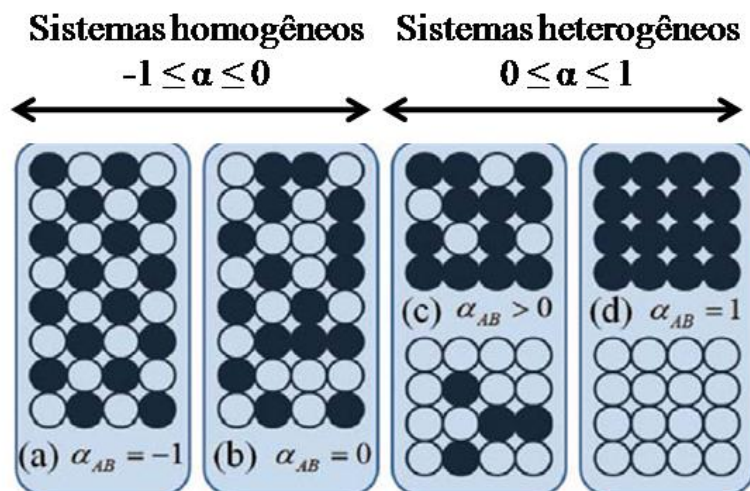 Sistemas homogêneos
-1 ≤ α ≤ 0
Sistemas heterogêneos
0 ≤ α ≤ 1
(a) α_AB = −1
(b) α_AB = 0
(c) α_AB > 0
(d) α_AB = 1